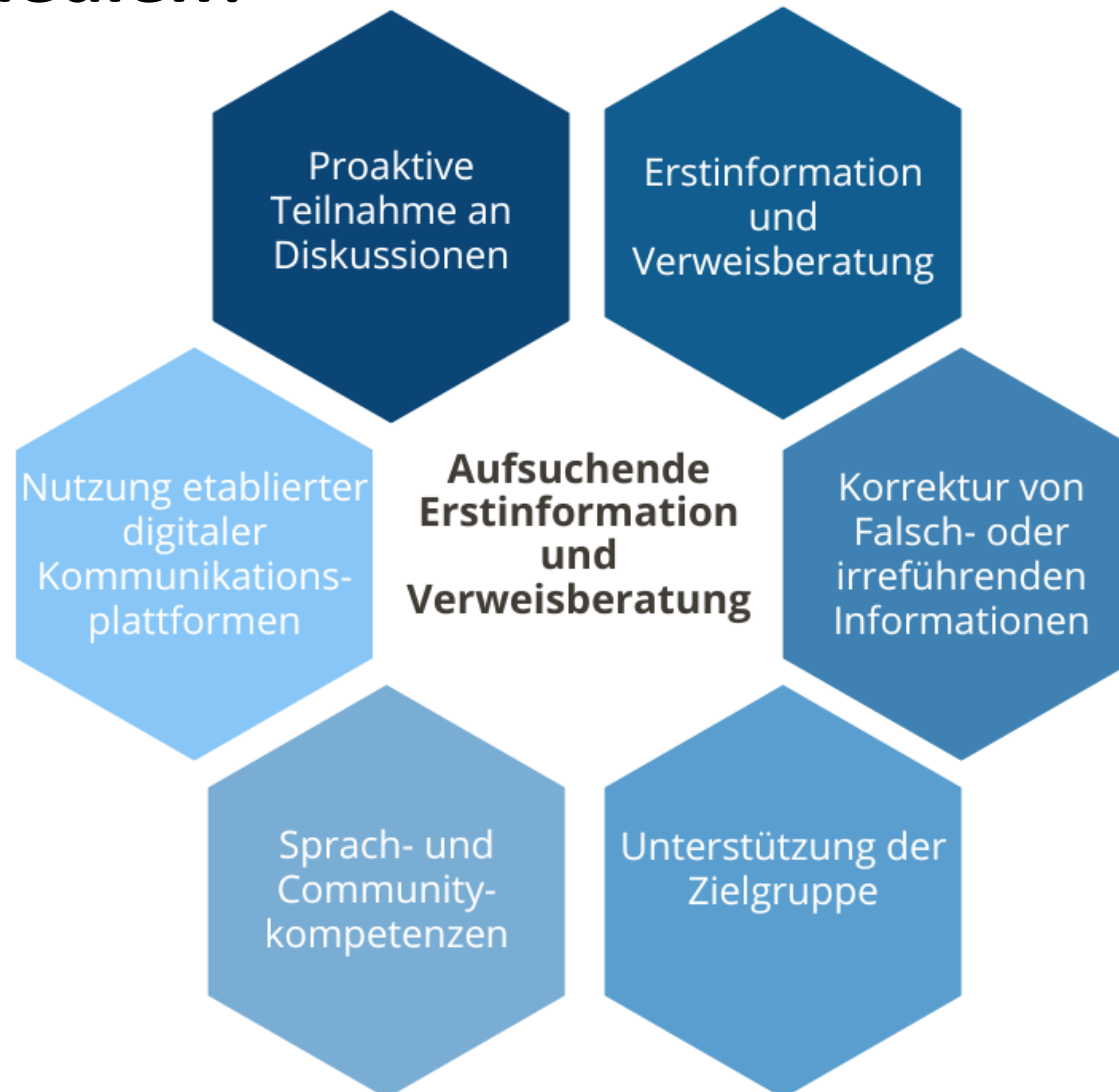 Proaktive
Teilnahme an
Diskussionen
Erstinformation
und
Verweisberatung
Nutzung etablierter
digitaler
Kommunikations-
plattformen
Aufsuchende
Erstinformation
und
Verweisberatung
Korrektur von
Falsch- oder
irreführenden
Informationen
Sprach- und
Community-
kompetenzen
Unterstützung der
Zielgruppe